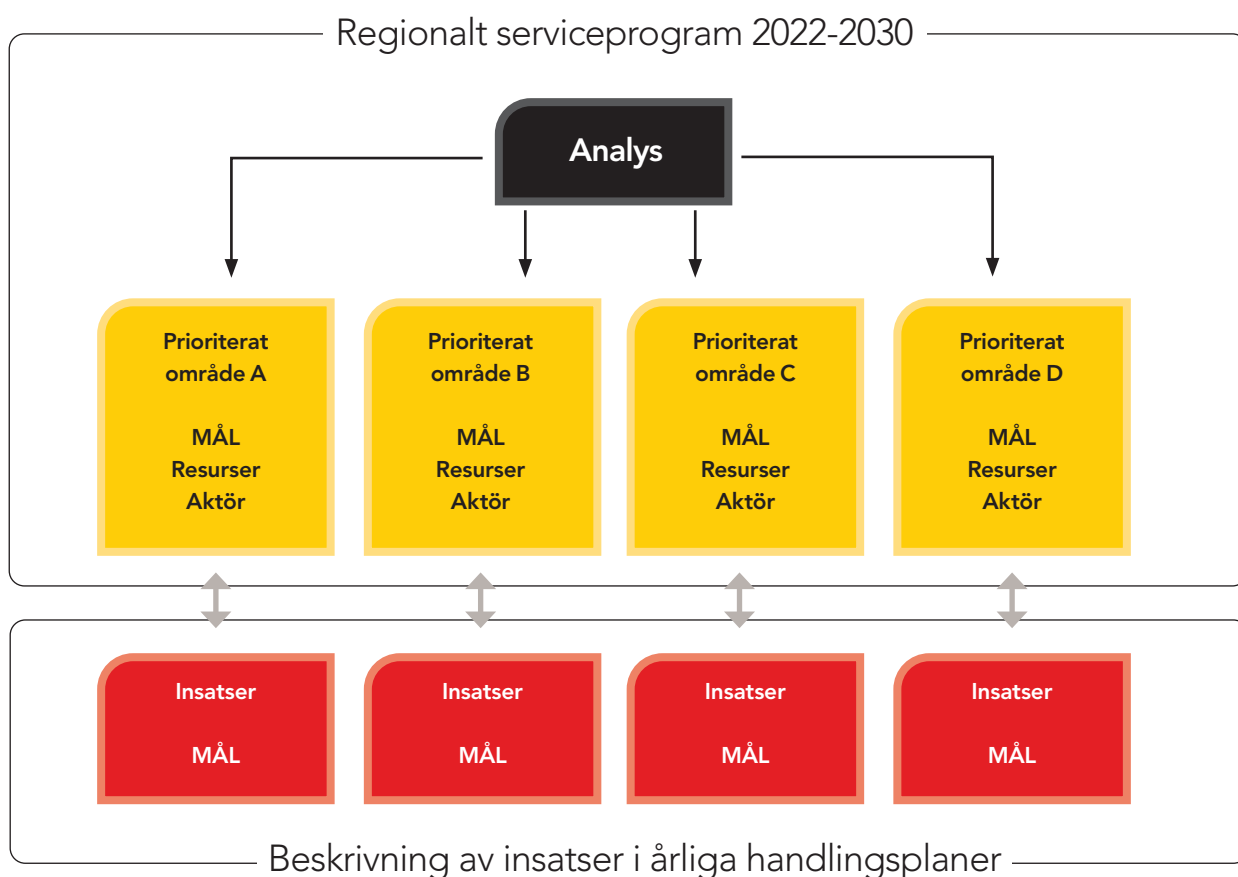 Regionalt serviceprogram 2022-2030
Analys
Prioriterat
område A
MÅL
Resurser
Aktör
Prioriterat
område B
MÅL
Resurser
Aktör
Prioriterat
område C
MÅL
Resurser
Aktör
Prioriterat
område D
MÅL
Resurser
Aktör
Insatser
MÅL
Insatser
MÅL
Insatser
MÅL
Insatser
MÅL
Beskrivning av insatser i årliga handlingsplaner